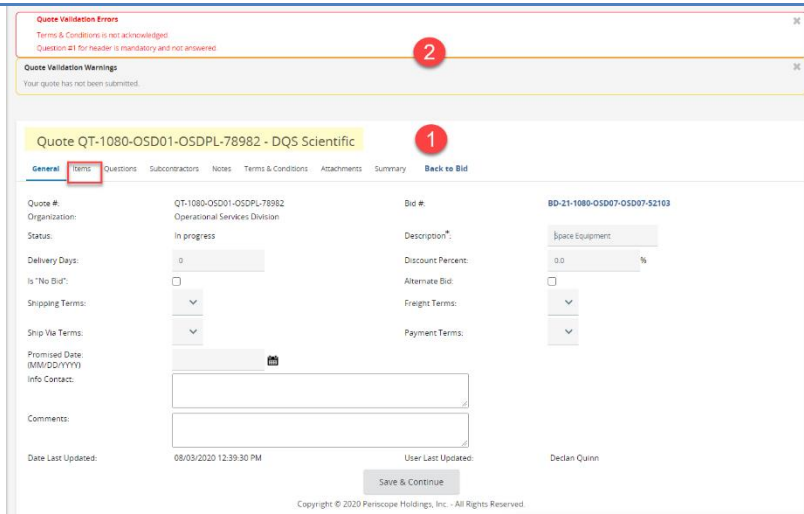 Quote Validation Errors
Terms & Conditions is not acknowledged
Question #1 for header is mandatory and not answered
2
Quote Validation Warnings
Your quote has not been submitted.
Quote QT-1080-OSD01-OSDPL-78982 - DQS Scientific
1
General Items Questions Subcontractors Notes Terms & Conditions Attachments Summary Back to Bid
Quote #: QT-1080-OSD01-OSDPL-78982 Bid #: BD-21-1080-OSD07-OSD07-52103
Organization: Operational Services Division
Status: In progress Description*: Space Equipment
Delivery Days: 0 Discount Percent: 0.0 %
Is "No Bid": Alternate Bid:
Shipping Terms: Freight Terms:
Ship Via Terms: Payment Terms:
Promised Date:
(MM/DD/YYYY)
Info Contact:
Comments:
Date Last Updated: 08/03/2020 12:39:30 PM User Last Updated: Declan Quinn
Save & Continue
Copyright © 2020 Periscope Holdings, Inc. - All Rights Reserved.